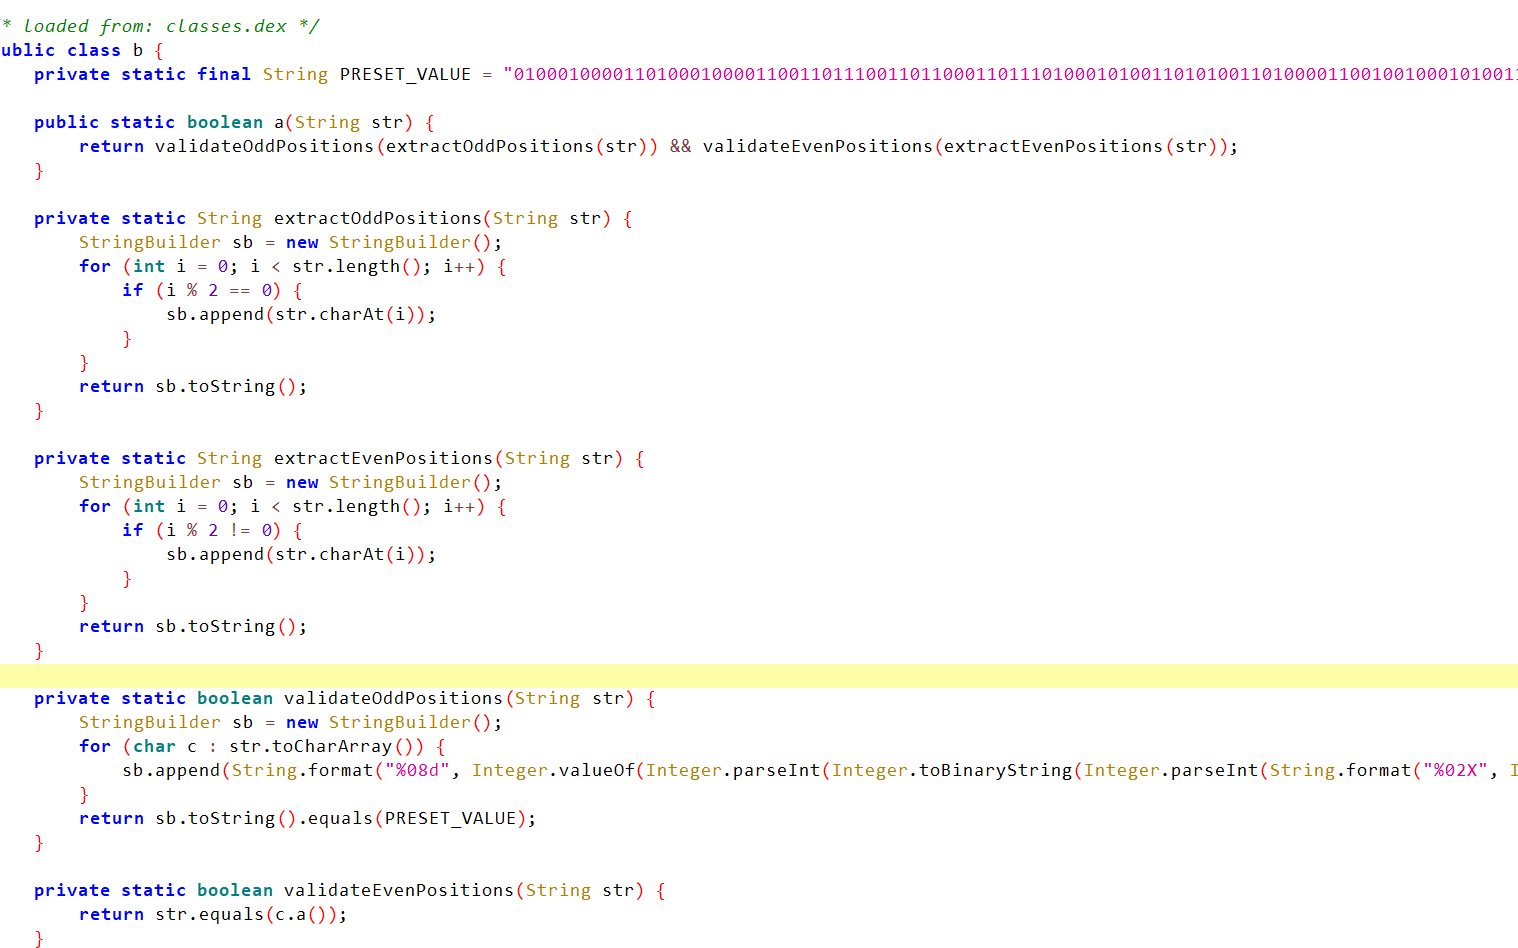 * loaded from: classes.dex */
ublic class b {
private static final String PRESET_VALUE = "01000100001101000100001100110111001101100011011101000101001101010011010000110010010001010011
public static boolean a(String str) {
return validateOddPositions(extractOddPositions(str)) && validateEvenPositions(extractEvenPositions(str));
}
private static String extractOddPositions(String str) {
StringBuilder sb = new StringBuilder();
for (int i = 0; i < str.length(); i++) {
if (i % 2 == 0) {
sb.append(str.charAt(i));
}
}
return sb.toString();
}
private static String extractEvenPositions(String str) {
StringBuilder sb = new StringBuilder();
for (int i = 0; i < str.length(); i++) {
if (i % 2 != 0) {
sb.append(str.charAt(i));
}
}
return sb.toString();
}
private static boolean validateOddPositions(String str) {
StringBuilder sb = new StringBuilder();
for (char c : str.toCharArray()) {
sb.append(String.format("%08d", Integer.valueOf(Integer.parseInt(Integer.toBinaryString(Integer.parseInt(String.format("%02X", I
}
return sb.toString().equals(PRESET_VALUE);
}
private static boolean validateEvenPositions(String str) {
return str.equals(c.a());
}